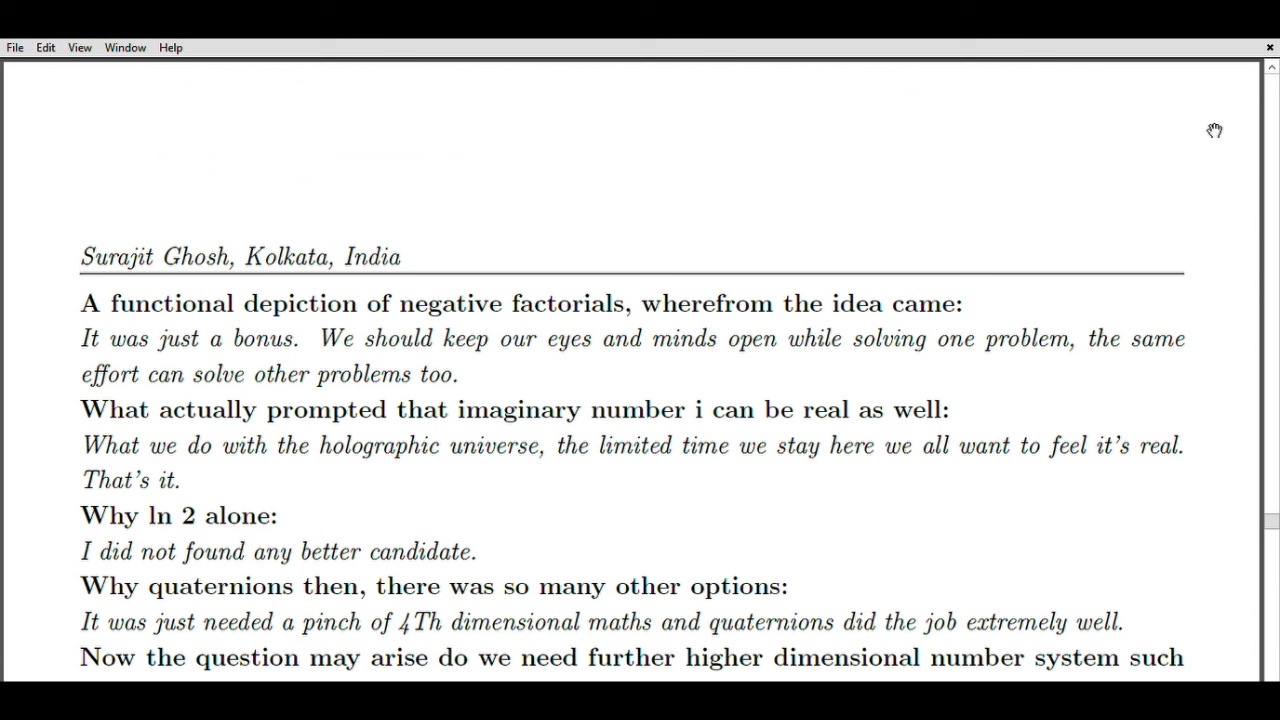 File Edit View Window Help
Surajit Ghosh, Kolkata, India
A functional depiction of negative factorials, wherefrom the idea came:
It was just a bonus. We should keep our eyes and minds open while solving one problem, the same
effort can solve other problems too.
What actually prompted that imaginary number i can be real as well:
What we do with the holographic universe, the limited time we stay here we all want to feel it's real.
That's it.
Why ln 2 alone:
I did not found any better candidate.
Why quaternions then, there was so many other options:
It was just needed a pinch of 4Th dimensional maths and quaternions did the job extremely well.
Now the question may arise do we need further higher dimensional number system such